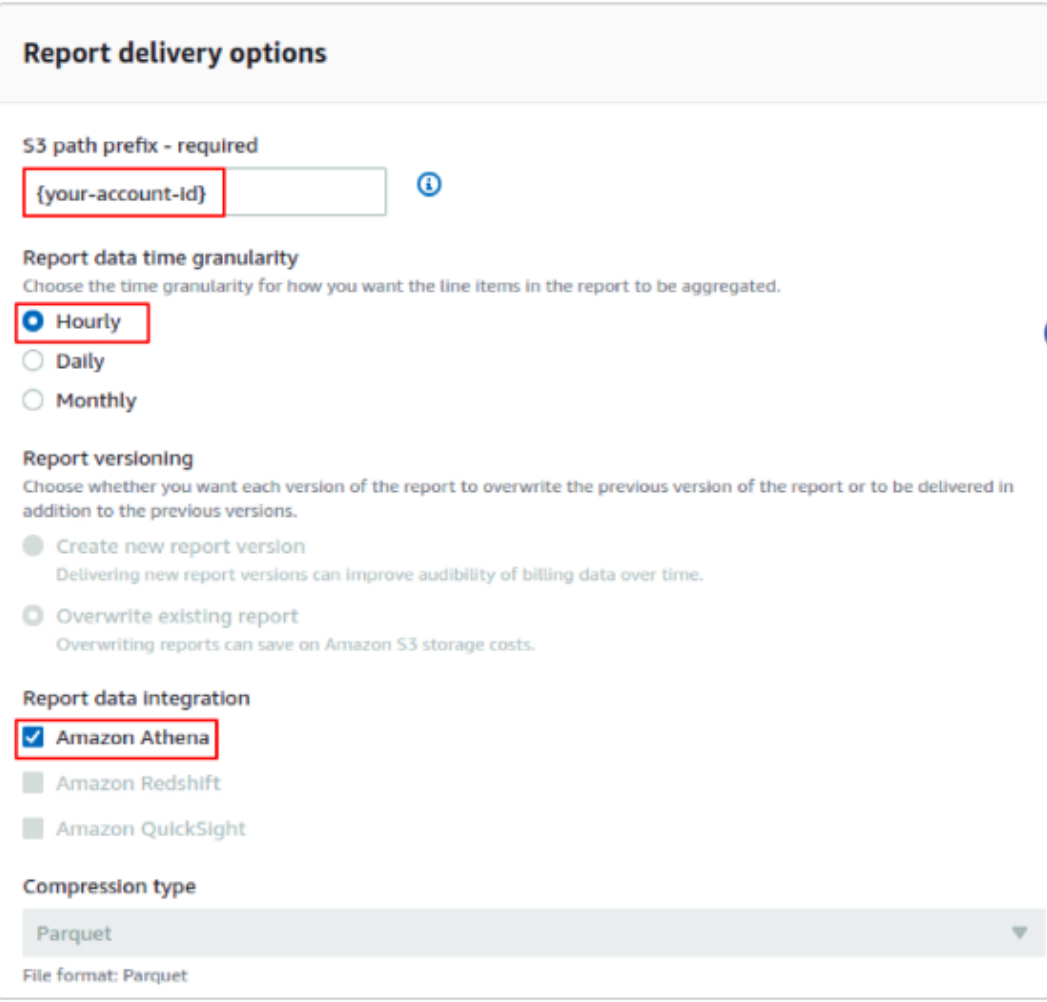 Report delivery options
S3 path prefix - required
{your-account-id}
Report data time granularity
Choose the time granularity for how you want the line items in the report to be aggregated.
Hourly
Daily
Monthly
Report versioning
Choose whether you want each version of the report to overwrite the previous version of the report or to be delivered in
addition to the previous versions.
Create new report version
Delivering new report versions can improve audibility of billing data over time.
Overwrite existing report
Overwriting reports can save on Amazon S3 storage costs.
Report data integration
Amazon Athena
Amazon Redshift
Amazon QuickSight
Compression type
Parquet
File format: Parquet